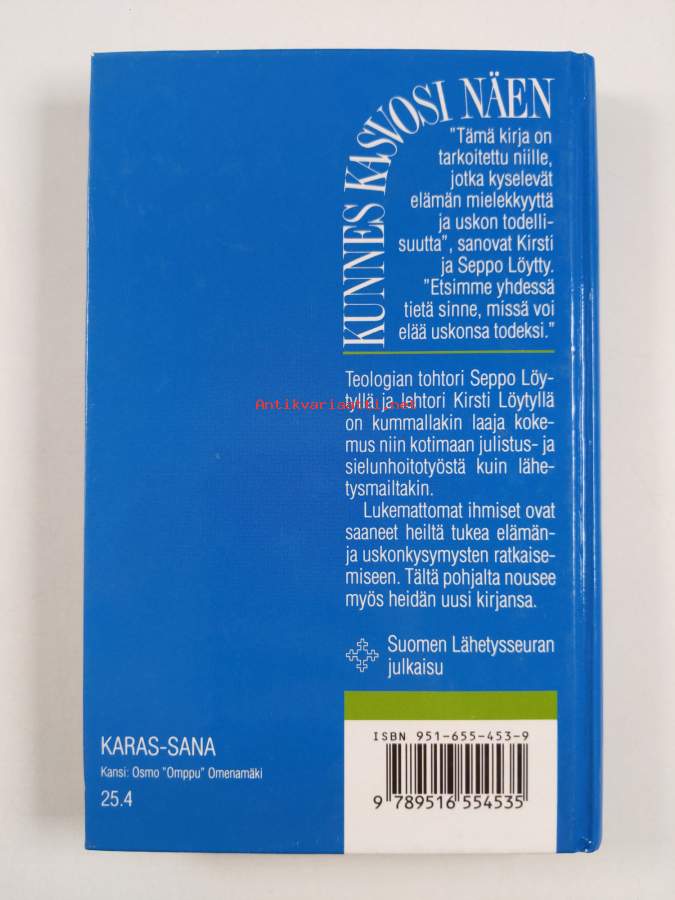 KUNNES KASVOSI NÄEN
"Tämä kirja on
tarkoitettu niille,
jotka kyselevät
elämän mielekkyyttä
ja uskon todelli-
suutta", sanovat Kirsti
ja Seppo Löytty.
"Etsimme yhdessä
tietä sinne, missä voi
elää uskonsa todeksi."
Teologian tohtori Seppo Löy-
tyllä ja lehtori Kirsti Löytyllä
on kummallakin laaja koke-
mus niin kotimaan julistus- ja
sielunhoitotyöstä kuin lähe-
tysmailtakin.
Lukemattomat ihmiset ovat
saaneet heiltä tukea elämän-
ja uskonkysymysten ratkaise-
miseen. Tältä pohjalta nousee
myös heidän uusi kirjansa.
Suomen Lähetysseuran
julkaisu
Antikvariaatti.net
KARAS-SANA
Kansi: Osmo "Omppu" Omenamäki
25.4
ISBN 951-655-453-9
9 789516 554535